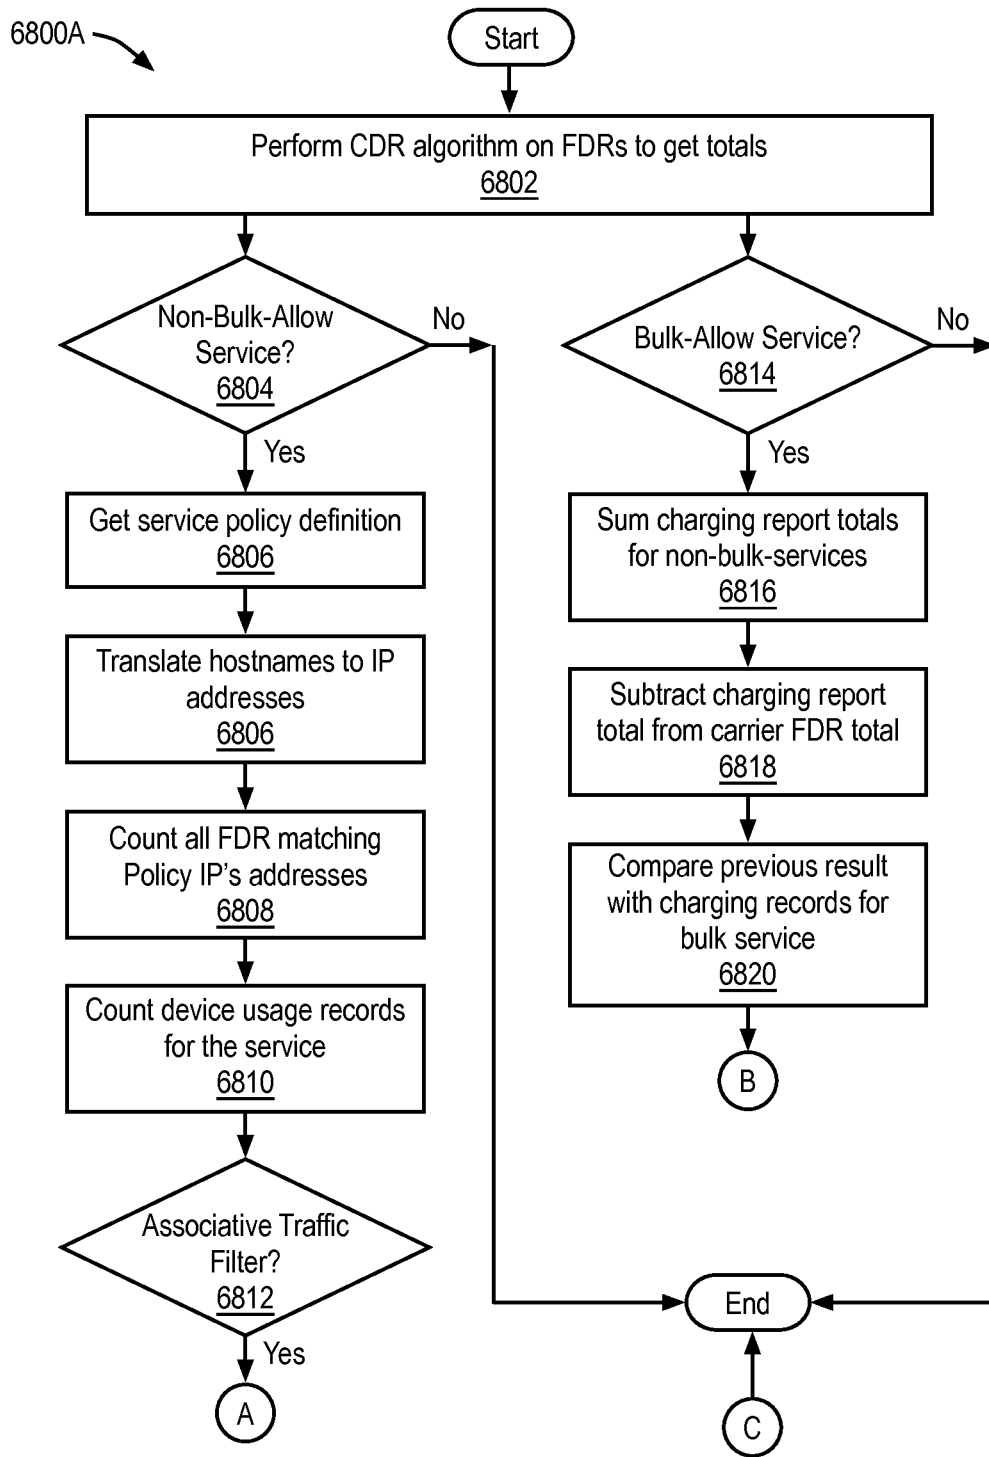 6800A
Start
Perform CDR algorithm on FDRs to get totals
6802
Non-Bulk-Allow
Service?
6804
No
Yes
Get service policy definition
6806
Translate hostnames to IP
addresses
6806
Count all FDR matching
Policy IP's addresses
6808
Count device usage records
for the service
6810
Associative Traffic
Filter?
6812
Yes
A
Bulk-Allow Service?
6814
No
Yes
Sum charging report totals
for non-bulk-services
6816
Subtract charging report
total from carrier FDR total
6818
Compare previous result
with charging records for
bulk service
6820
B
End
C